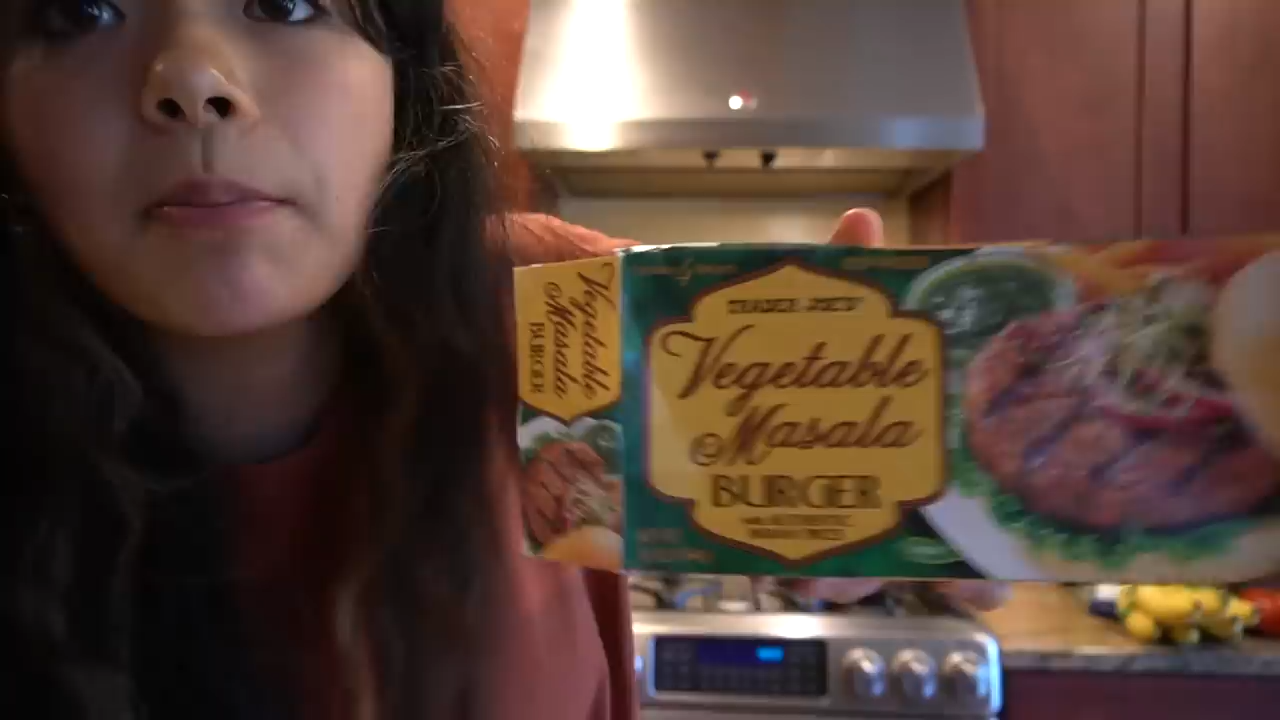 Vegetable
Masala
BURGER
TRADER JOE'S
Vegetable
Masala
BURGER